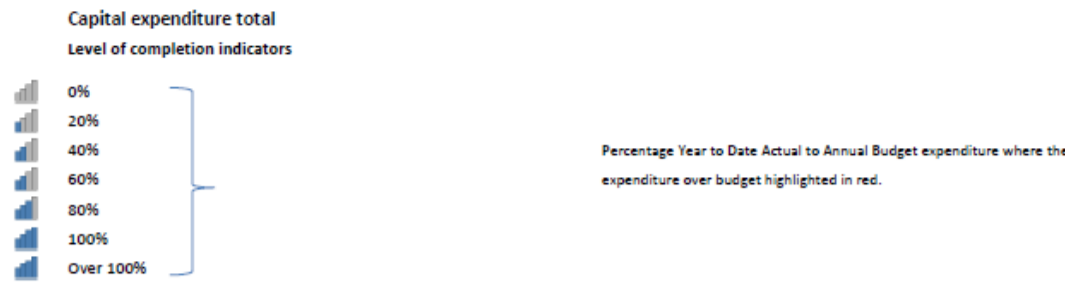 Capital expenditure total
Level of completion indicators
0%
20%
40%
60%
80%
100%
Over 100%
Percentage Year to Date Actual to Annual Budget expenditure where the
expenditure over budget highlighted in red.